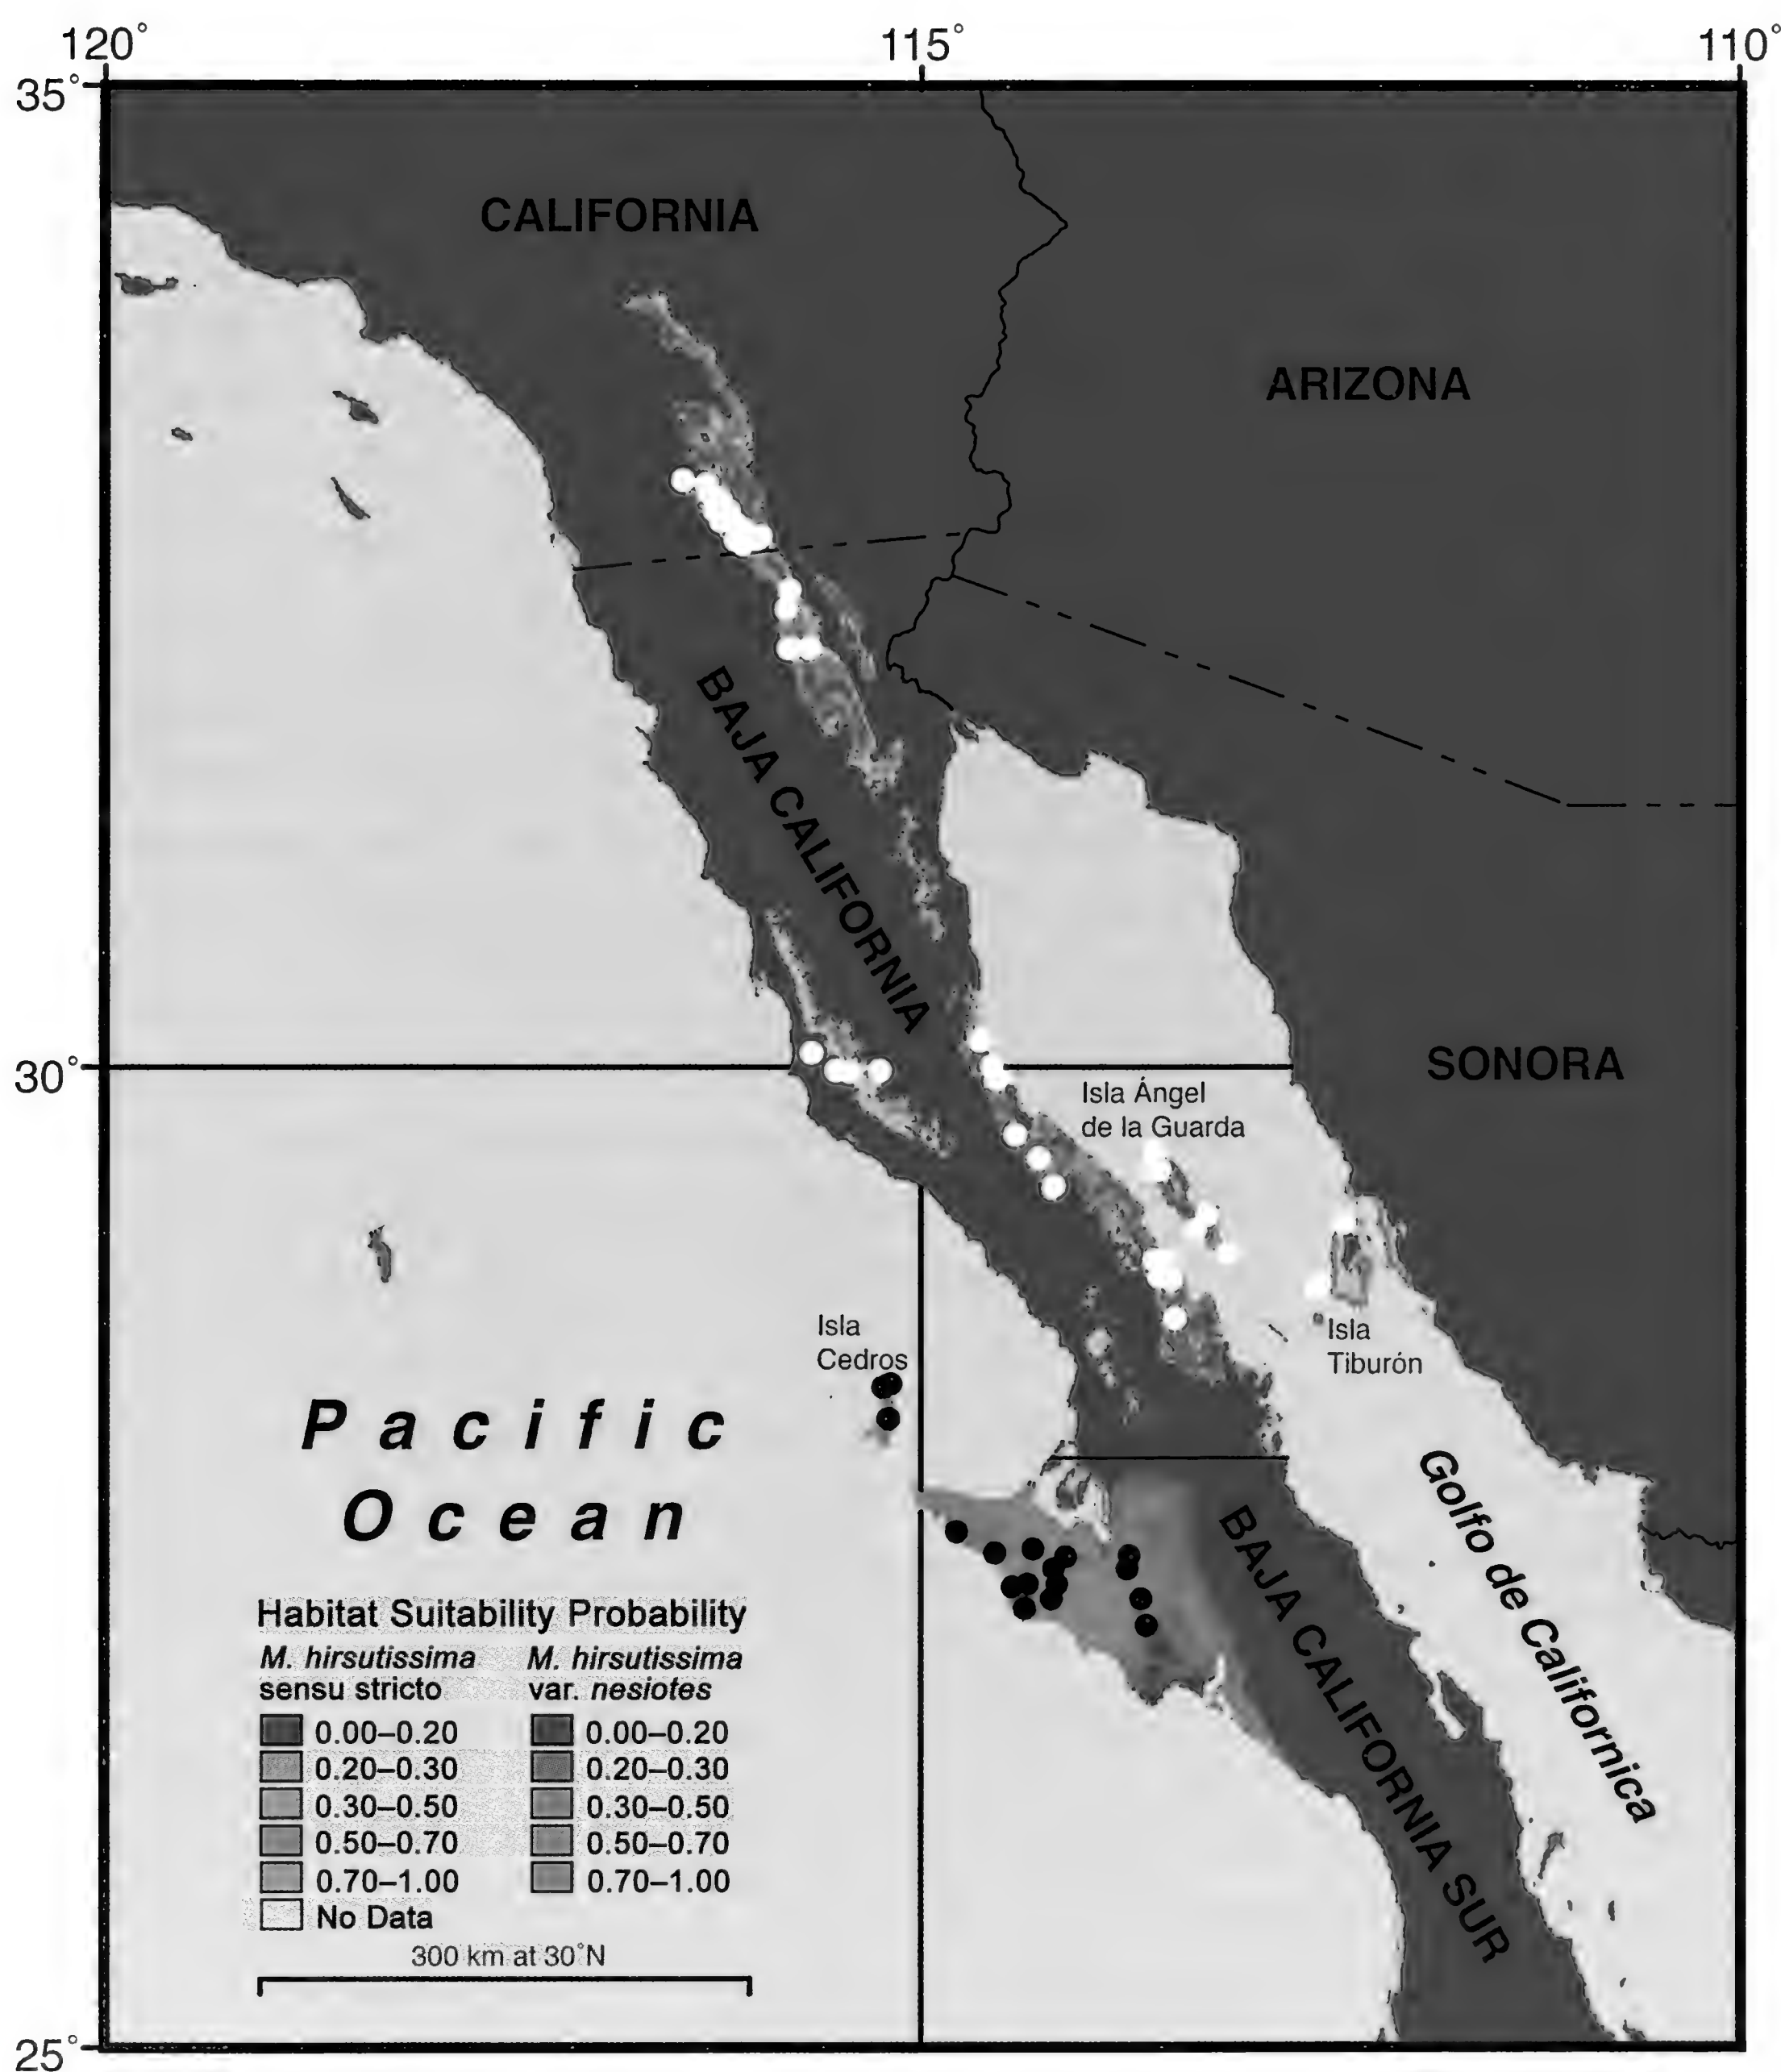 120° 115° 110°
35°
CALIFORNIA
ARIZONA
BAJA CALIFORNIA
30°
SONORA
Isla Ángel
de la Guarda
Isla
Cedros
Isla
Tiburón
Pacific
Ocean
Golfo de Californica
BAJA CALIFORNIA SUR
Habitat Suitability Probability
M. hirsutissima M. hirsutissima
sensu stricto var. nesiotes
0.00–0.20 0.00–0.20
0.20–0.30 0.20–0.30
0.30–0.50 0.30–0.50
0.50–0.70 0.50–0.70
0.70–1.00 0.70–1.00
No Data
300 km at 30°N
25°